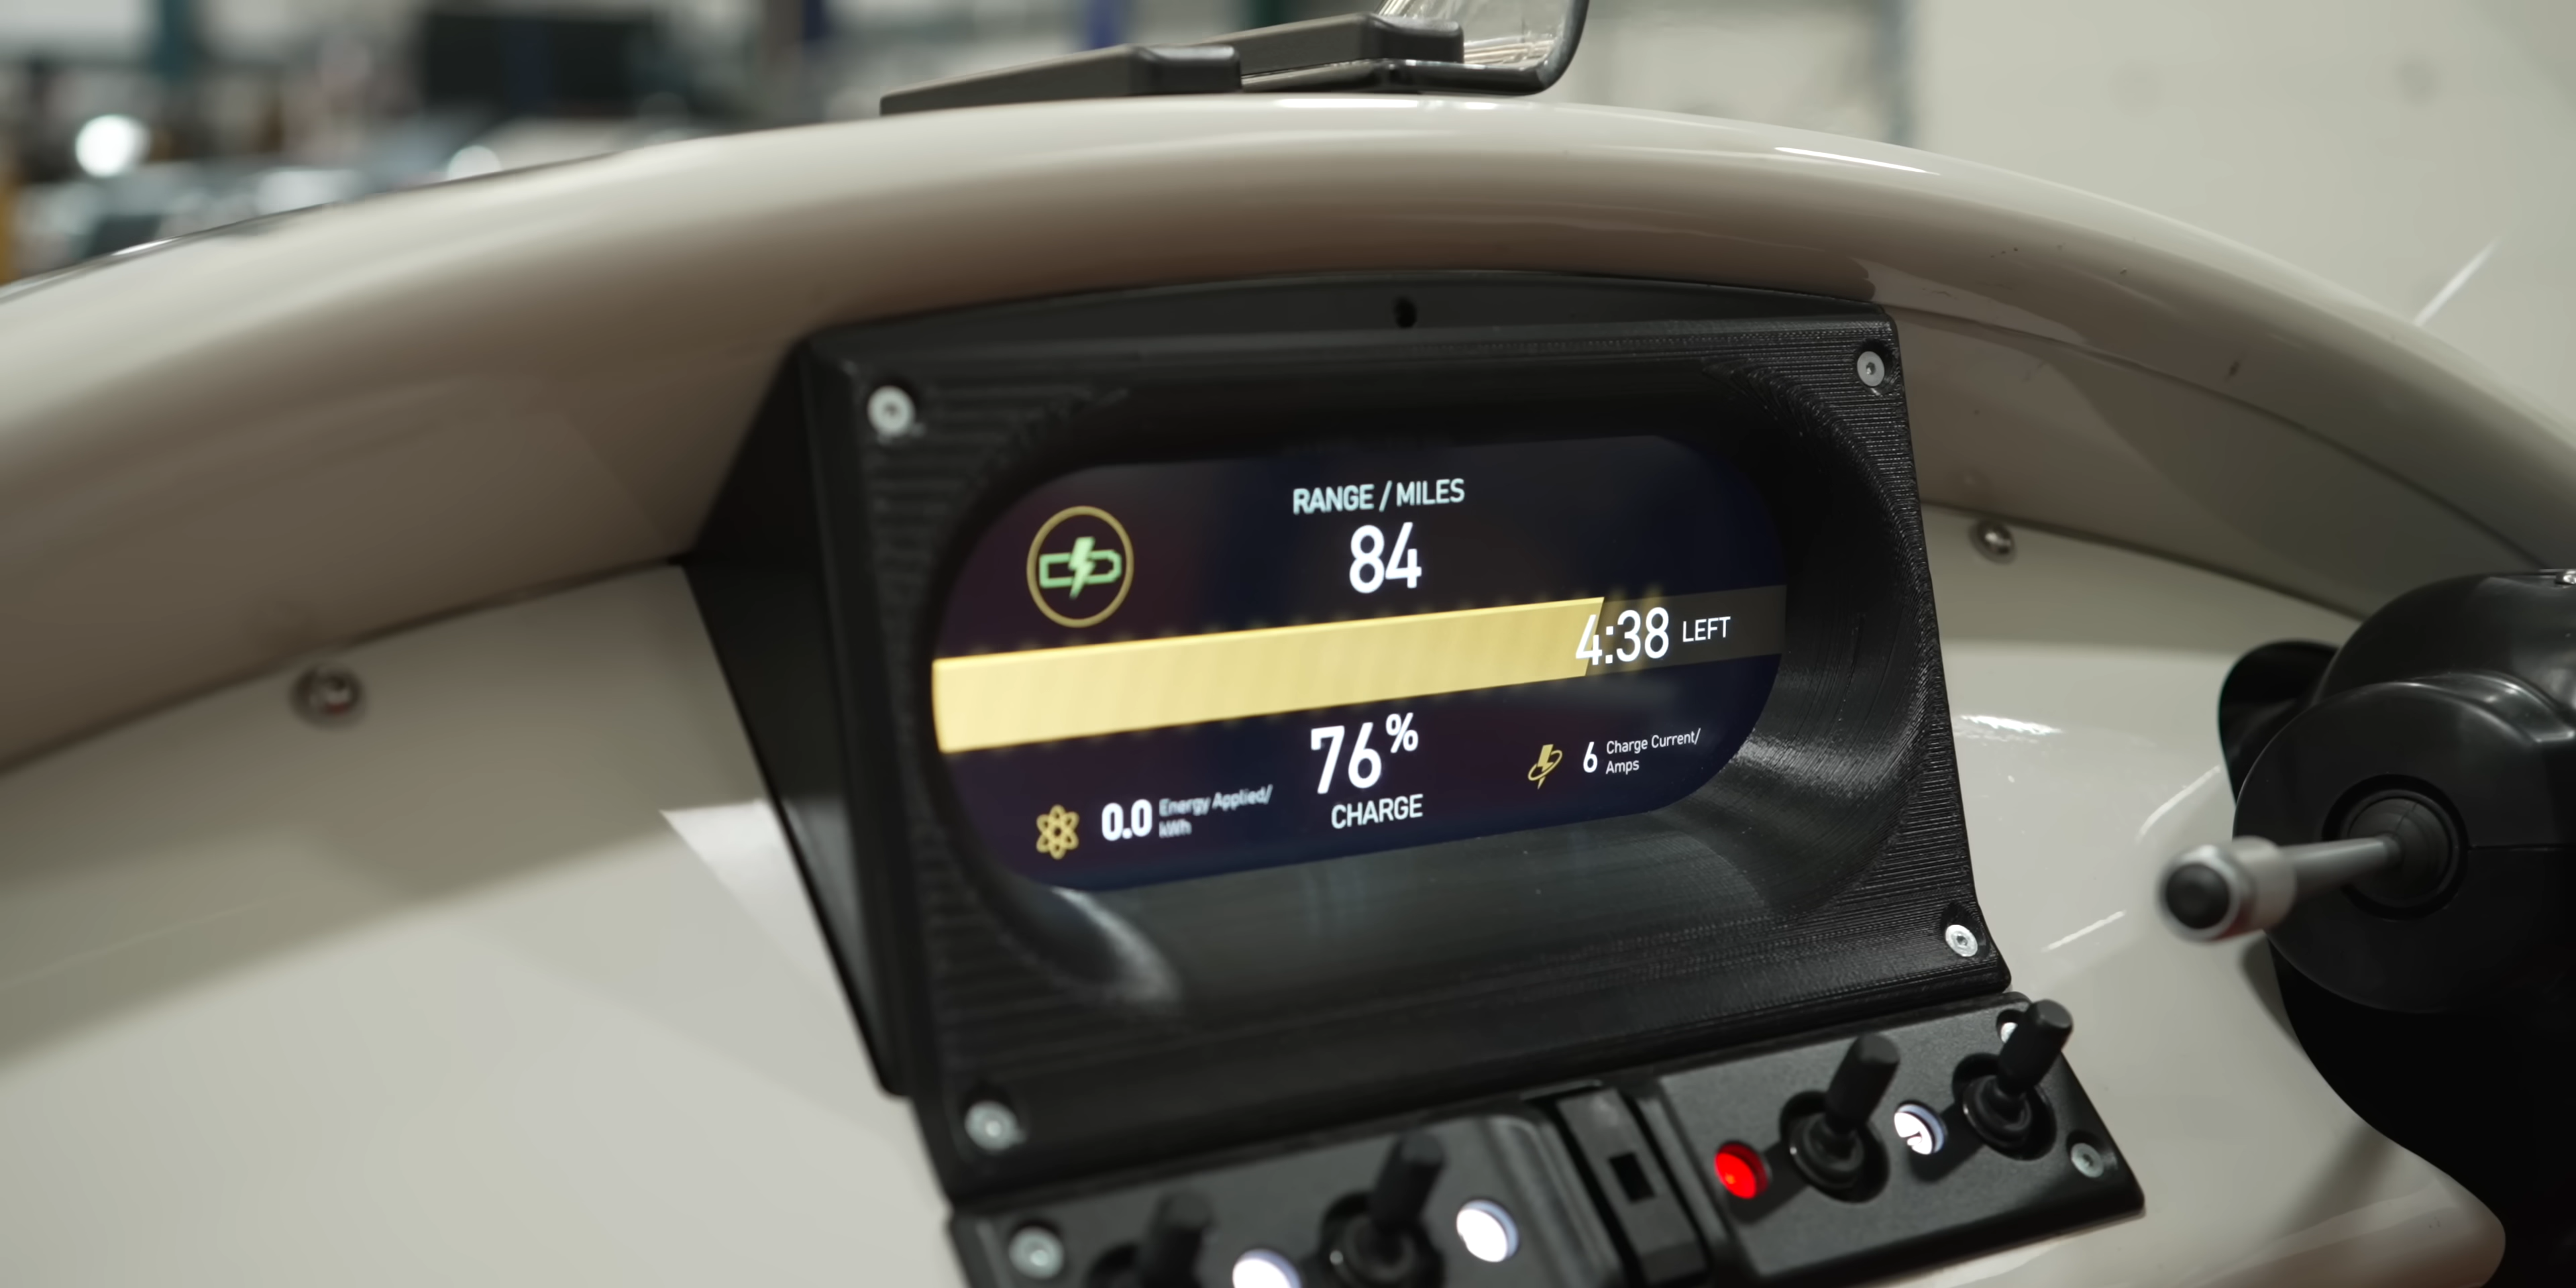 RANGE / MILES
84
4:38 LEFT
76%
CHARGE
0.0 Energy Applied/
kWh
6 Charge Current/
Amps